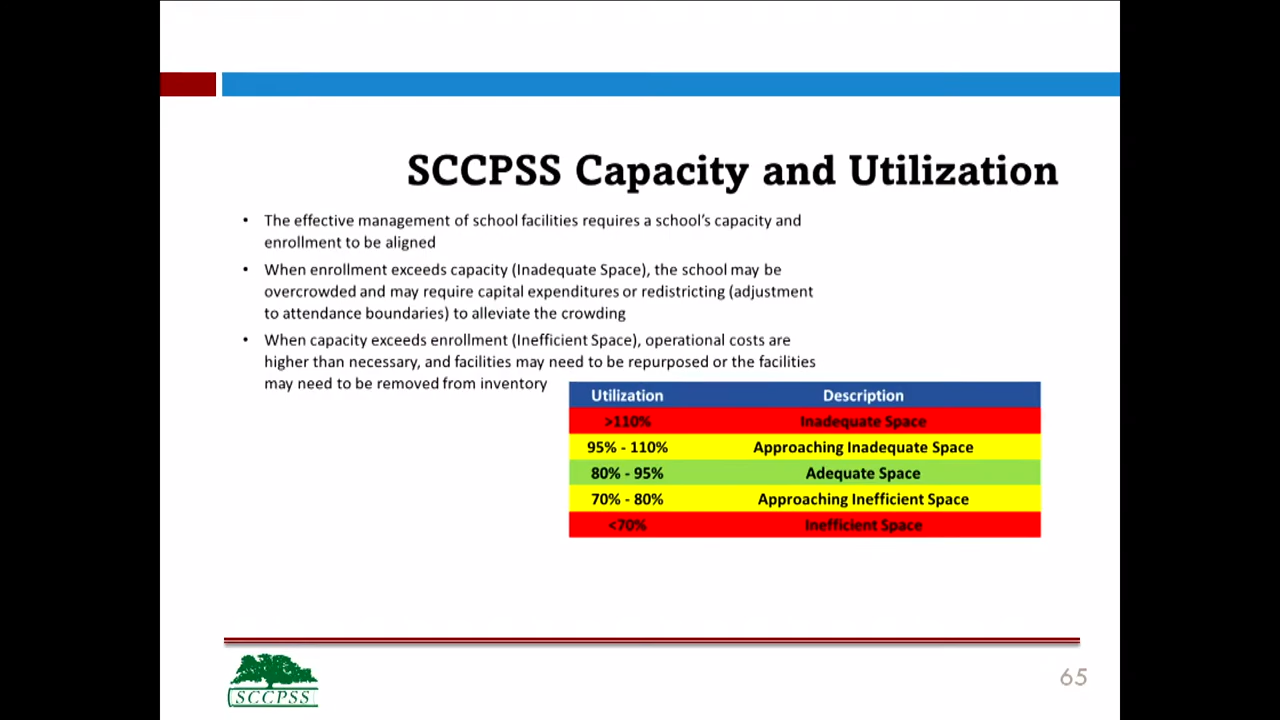 SCCPSS Capacity and Utilization
• The effective management of school facilities requires a school's capacity and
enrollment to be aligned
• When enrollment exceeds capacity (Inadequate Space), the school may be
overcrowded and may require capital expenditures or redistricting (adjustment
to attendance boundaries) to alleviate the crowding
• When capacity exceeds enrollment (Inefficient Space), operational costs are
higher than necessary, and facilities may need to be repurposed or the facilities
may need to be removed from inventory
Utilization Description
>110% Inadequate Space
95% - 110% Approaching Inadequate Space
80% - 95% Adequate Space
70% - 80% Approaching Inefficient Space
<70% Inefficient Space
SCCPSS
65